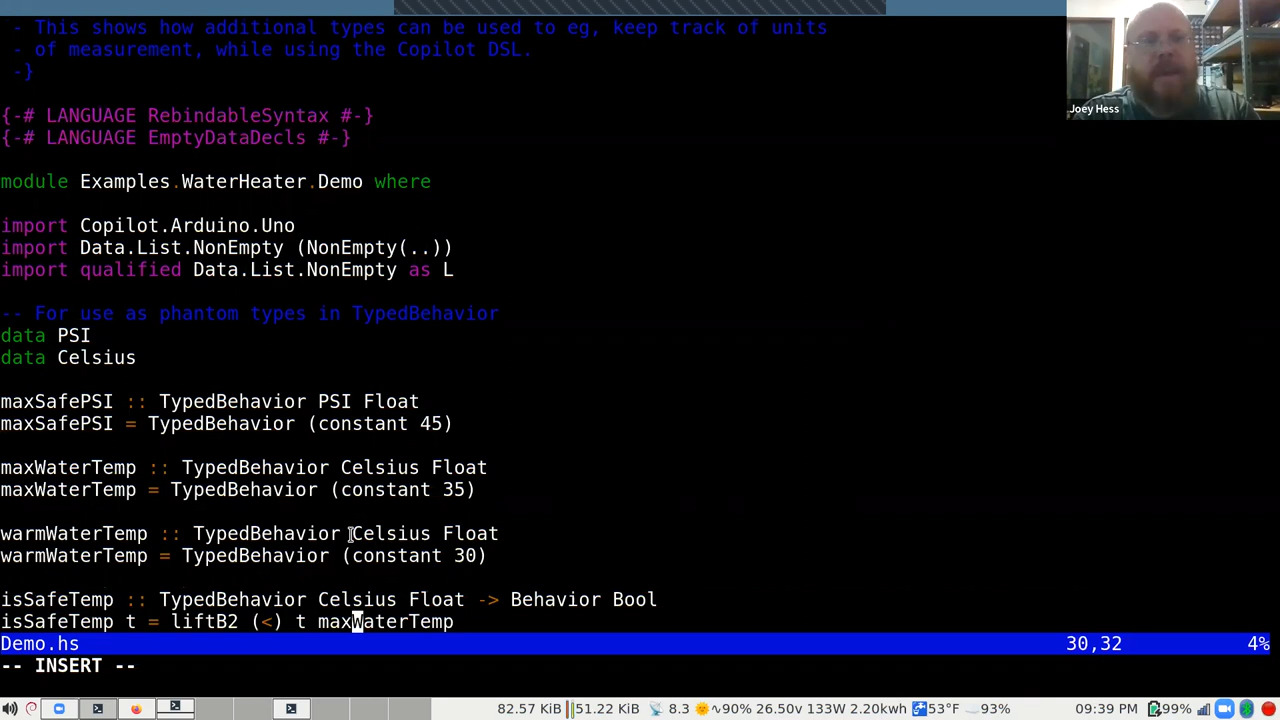 - This shows how additional types can be used to eg, keep track of units
- of measurement, while using the Copilot DSL.
-}
{-# LANGUAGE RebindableSyntax #-}
{-# LANGUAGE EmptyDataDecls #-}
module Examples.WaterHeater.Demo where
import Copilot.Arduino.Uno
import Data.List.NonEmpty (NonEmpty(..))
import qualified Data.List.NonEmpty as L
-- For use as phantom types in TypedBehavior
data PSI
data Celsius
maxSafePSI :: TypedBehavior PSI Float
maxSafePSI = TypedBehavior (constant 45)
maxWaterTemp :: TypedBehavior Celsius Float
maxWaterTemp = TypedBehavior (constant 35)
warmWaterTemp :: TypedBehavior Celsius Float
warmWaterTemp = TypedBehavior (constant 30)
isSafeTemp :: TypedBehavior Celsius Float -> Behavior Bool
isSafeTemp t = liftB2 (<) t maxWaterTemp
Demo.hs 30,32 4%
-- INSERT --
Joey Hess
82.57 KiB 51.22 KiB 8.3 90% 26.50v 133W 2.20kwh 53°F 93% 09:39 PM 99%